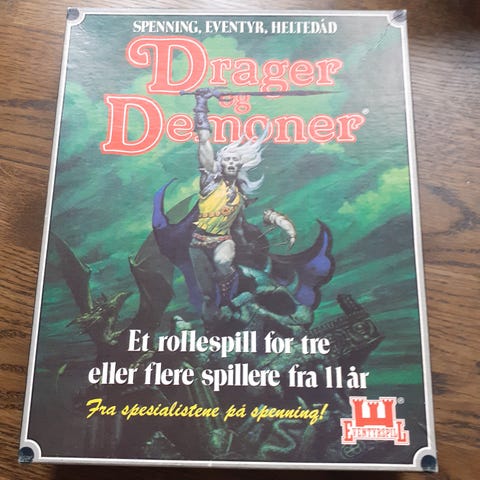 SPENNING, EVENTYR, HELTEDÅD
Drager
og
Demoner®
Et rollespill for tre
eller flere spillere fra 11 år
Fra spesialistene på spenning!
®
EVENTYRSPILL